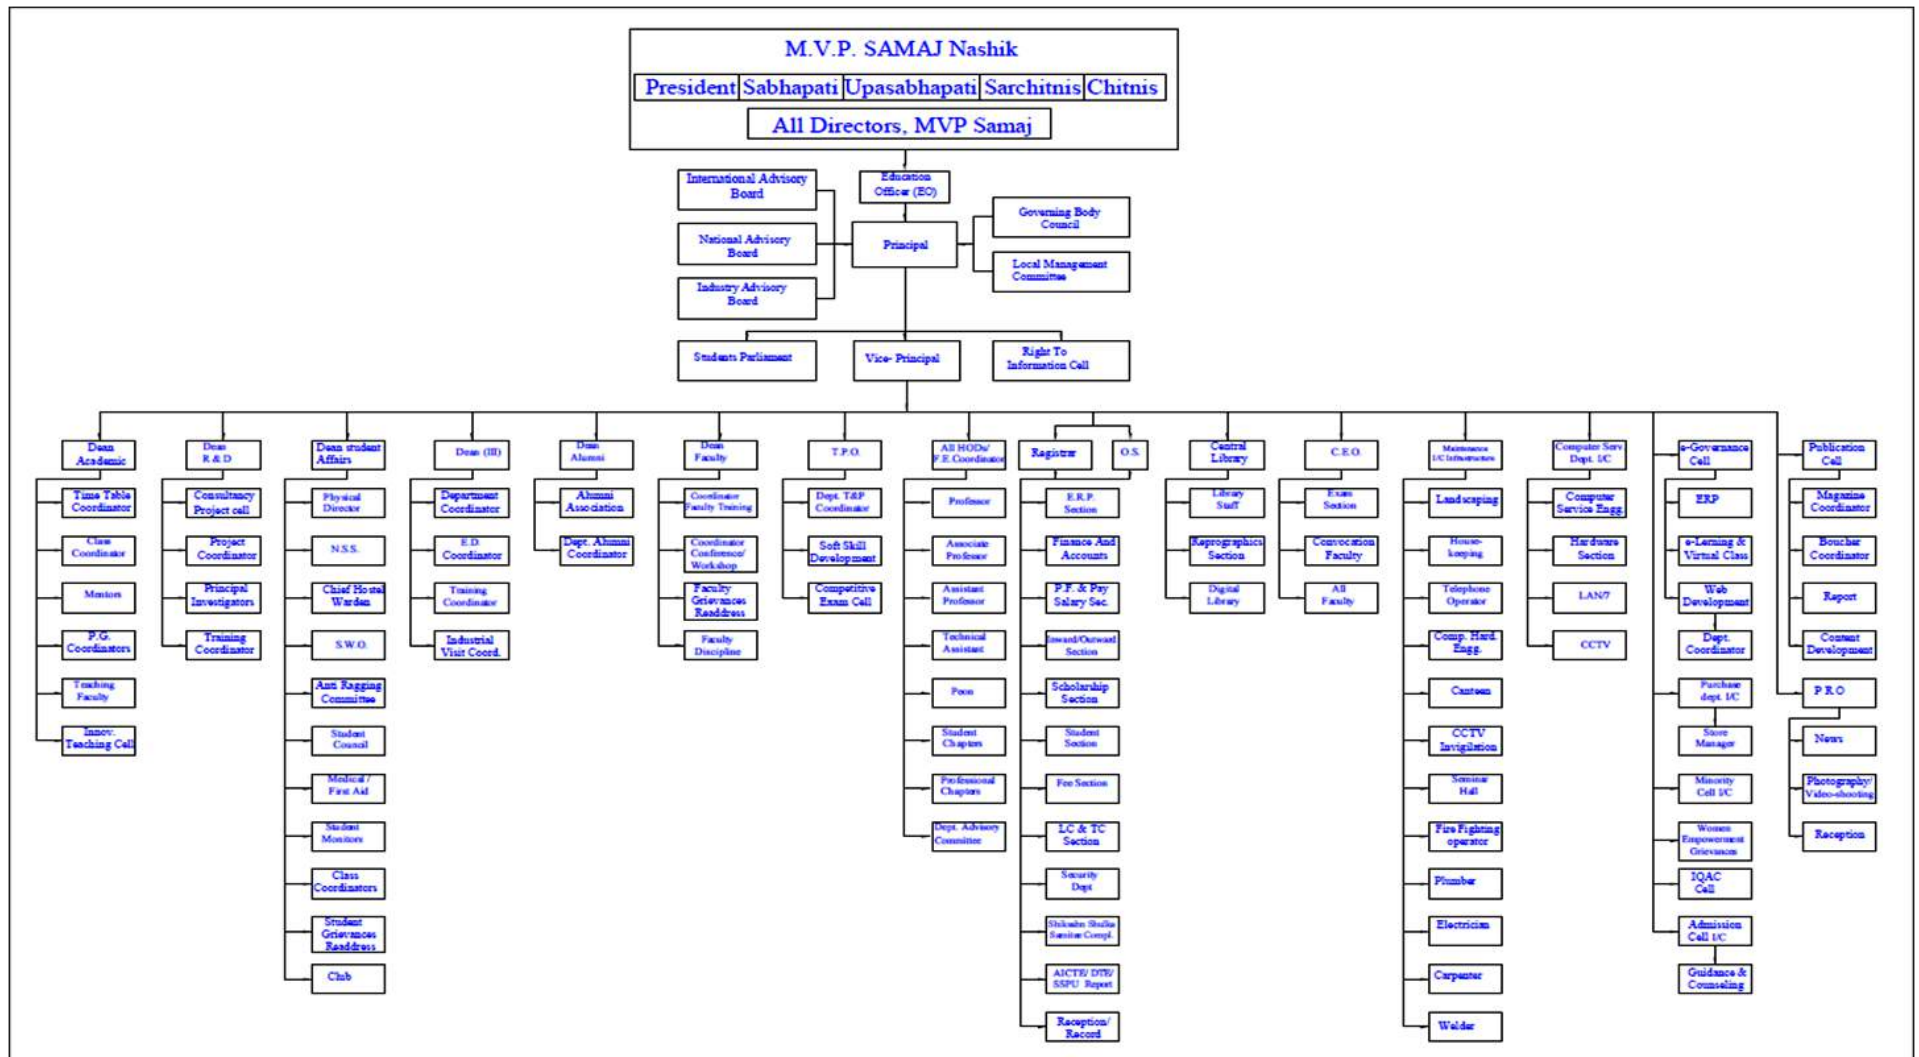 M.V.P. SAMAJ Nashik
President Sabhapati Upasabhapati Sarchitnis Chitnis
All Directors, MVP Samaj
International Advisory
Board
Education
Officer (EO)
Governing Body
Council
National Advisory
Board
Principal
Local Management
Committee
Industry Advisory
Board
Students Parliament
Vice- Principal
Right To
Information Cell
Dean
Academic
Time Table
Coordinator
Class
Coordinator
Mentors
P.G.
Coordinators
Teaching
Faculty
Innov.
Teaching Cell
Dean
R & D
Consultancy
Project cell
Project
Coordinator
Principal
Investigators
Training
Coordinator
Dean student
Affairs
Physical
Director
N.S.S.
Chief Hostel
Warden
S.W.O.
Anti Ragging
Committee
Student
Council
Medical /
First Aid
Student
Monitors
Class
Coordinators
Student
Grievances
Readdress
Club
Dean (III)
Department
Coordinator
E.D.
Coordinator
Training
Coordinator
Industrial
Visit Coord.
Dean
Alumni
Alumni
Association
Dept. Alumni
Coordinator
Dean
Faculty
Coordinator
Faculty Training
Coordinator
Conference/
Workshop
Faculty
Grievances
Readdress
Faculty
Discipline
T.P.O.
Dept. T&P
Coordinator
Soft Skill
Development
Competitive
Exam Cell
All HODs/
F.E.Coordinator
Professor
Associate
Professor
Assistant
Professor
Technical
Assistant
Peon
Student
Chapters
Professional
Chapters
Dept. Advisory
Committee
Registrar
O.S.
E.R.P.
Section
Finance And
Accounts
P.F. & Pay
Salary Sec.
Inward/Outward
Section
Scholarship
Section
Student
Section
Fee Section
LC & TC
Section
Security
Dept
Shikashn Shulka
Samitee Compl.
AICTE/ DTE/
SSPU Report
Reception/
Record
Central
Library
Library
Staff
Reprographics
Section
Digital
Library
C.E.O.
Exam
Section
Convocation
Faculty
All
Faculty
Maintenance
I/C Infrastructure
Landscaping
House-
keeping
Telephone
Operator
Comp. Hard.
Engg.
Canteen
CCTV
Invigilation
Seminar
Hall
Fire Fighting
operator
Plumber
Electrician
Carpenter
Welder
Computer Serv.
Dept. I/C
Computer
Service Engg.
Hardware
Section
LAN/7
CCTV
e-Governance
Cell
ERP
e-Lerning &
Virtual Class
Web
Development
Dept.
Coordinator
Purchase
dept. I/C
Store
Manager
Minority
Cell I/C
Women
Empowerment
Grievances
IQAC
Cell
Admission
Cell I/C
Guidance &
Counseling
Publication
Cell
Magazine
Coordinator
Boucher
Coordinator
Report
Content
Development
P R O
News
Photography/
Video-shooting
Reception